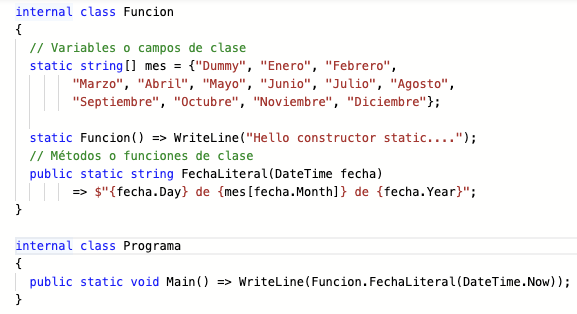 internal class Funcion
{
// Variables o campos de clase
static string[] mes = {"Dummy", "Enero", "Febrero",
"Marzo", "Abril", "Mayo", "Junio", "Julio", "Agosto",
"Septiembre", "Octubre", "Noviembre", "Diciembre"};
static Funcion() => WriteLine("Hello constructor static....");
// Métodos o funciones de clase
public static string FechaLiteral(DateTime fecha)
=> $"{fecha.Day} de {mes[fecha.Month]} de {fecha.Year}";
}
internal class Programa
{
public static void Main() => WriteLine(Funcion.FechaLiteral(DateTime.Now));
}